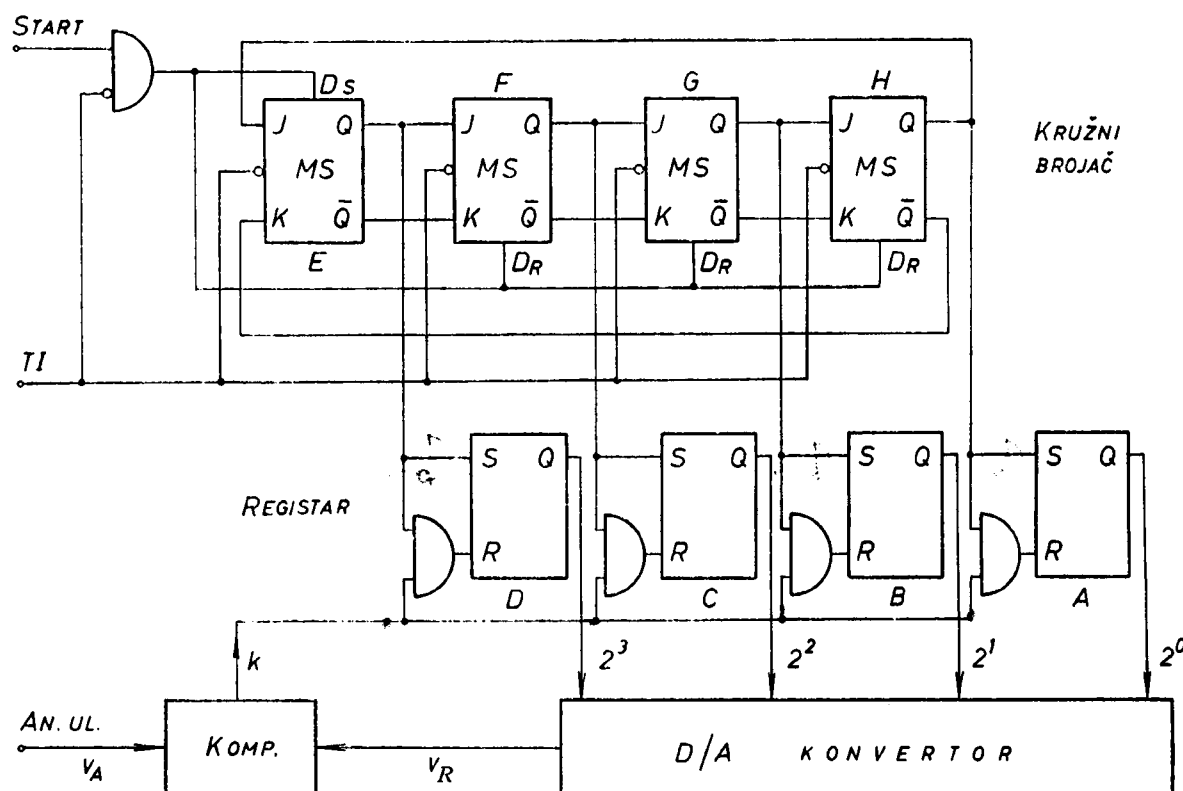 START
Ds F G H
J Q J Q J Q J Q
KRUŽNI
BROJAČ
MS MS MS MS
K Q̄ K Q̄ K Q̄ K Q̄
E DR DR DR
TI
S Q S Q S Q S Q
REGISTAR
R R R R
D C B A
k 2³ 2² 2¹ 2⁰
AN. UL.
VA KOMP. VR D/A KONVERTOR